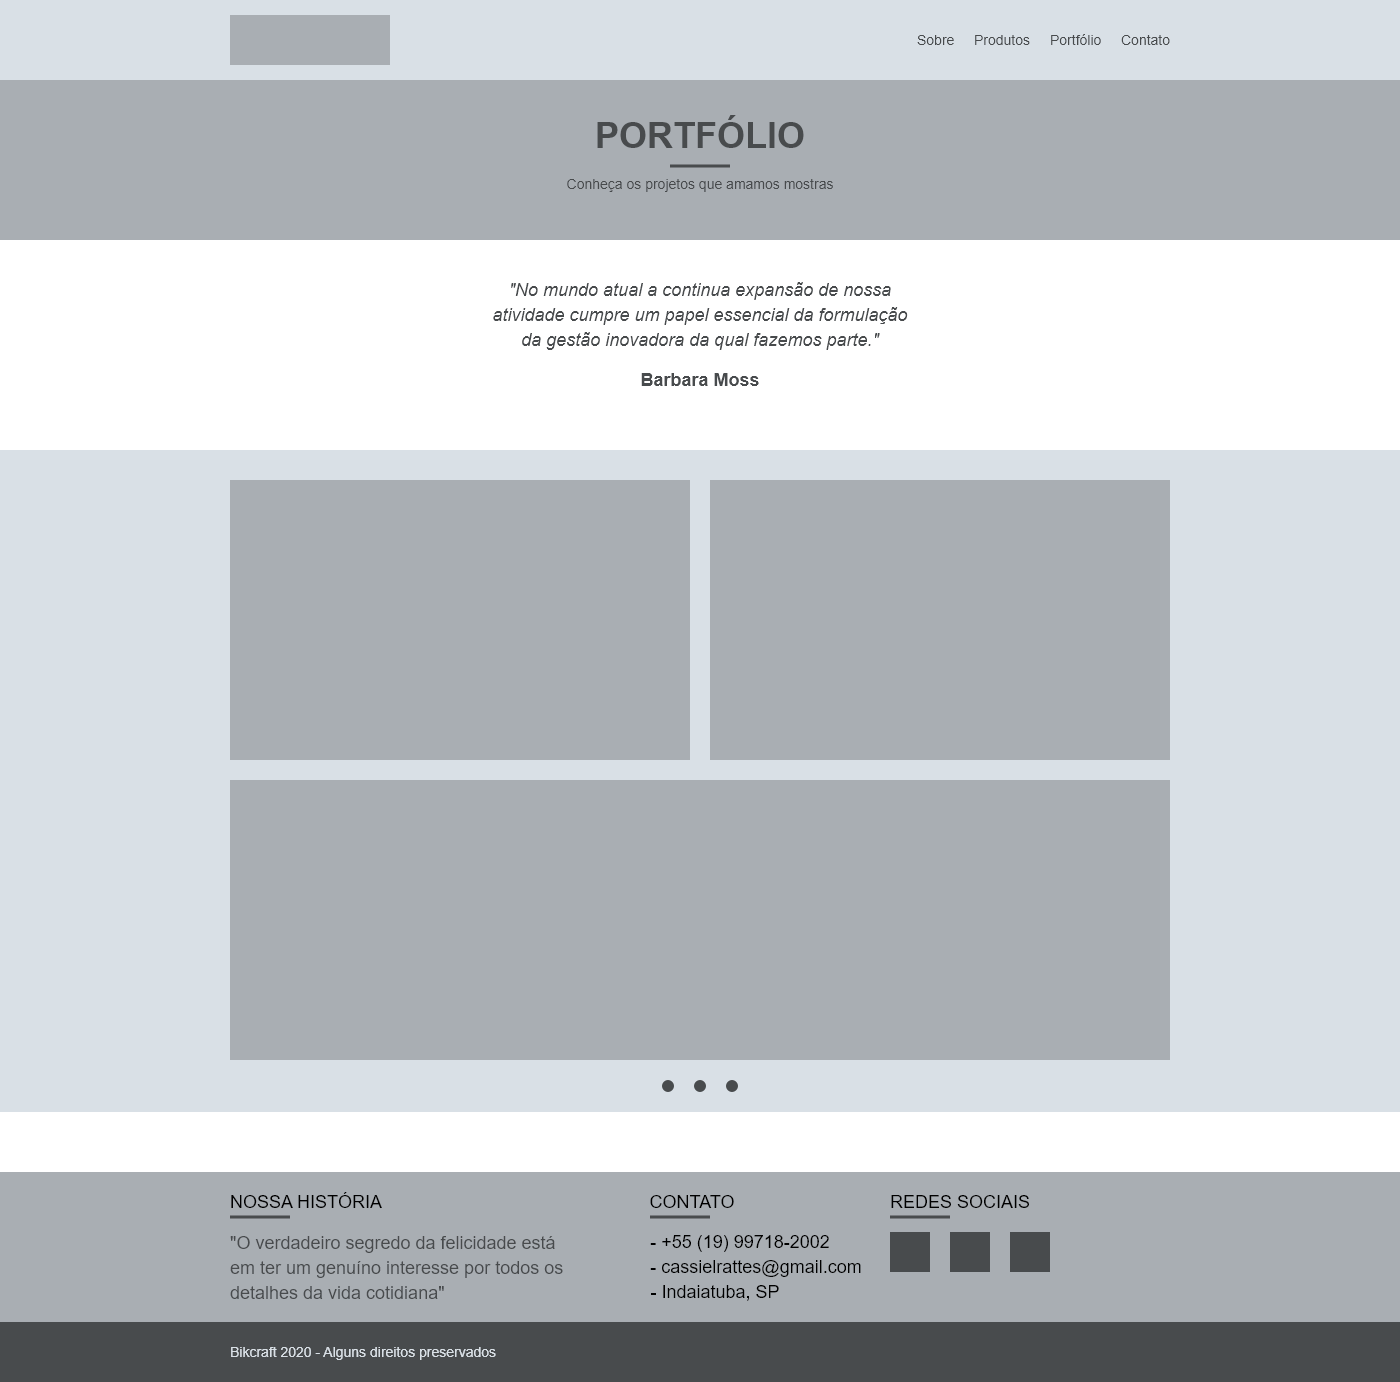 Sobre Produtos Portfólio Contato
PORTFÓLIO
Conheça os projetos que amamos mostras
"No mundo atual a continua expansão de nossa
atividade cumpre um papel essencial da formulação
da gestão inovadora da qual fazemos parte."
Barbara Moss
NOSSA HISTÓRIA
"O verdadeiro segredo da felicidade está
em ter um genuíno interesse por todos os
detalhes da vida cotidiana"
CONTATO
- +55 (19) 99718-2002
- cassielrattes@gmail.com
- Indaiatuba, SP
REDES SOCIAIS
Bikcraft 2020 - Alguns direitos preservados